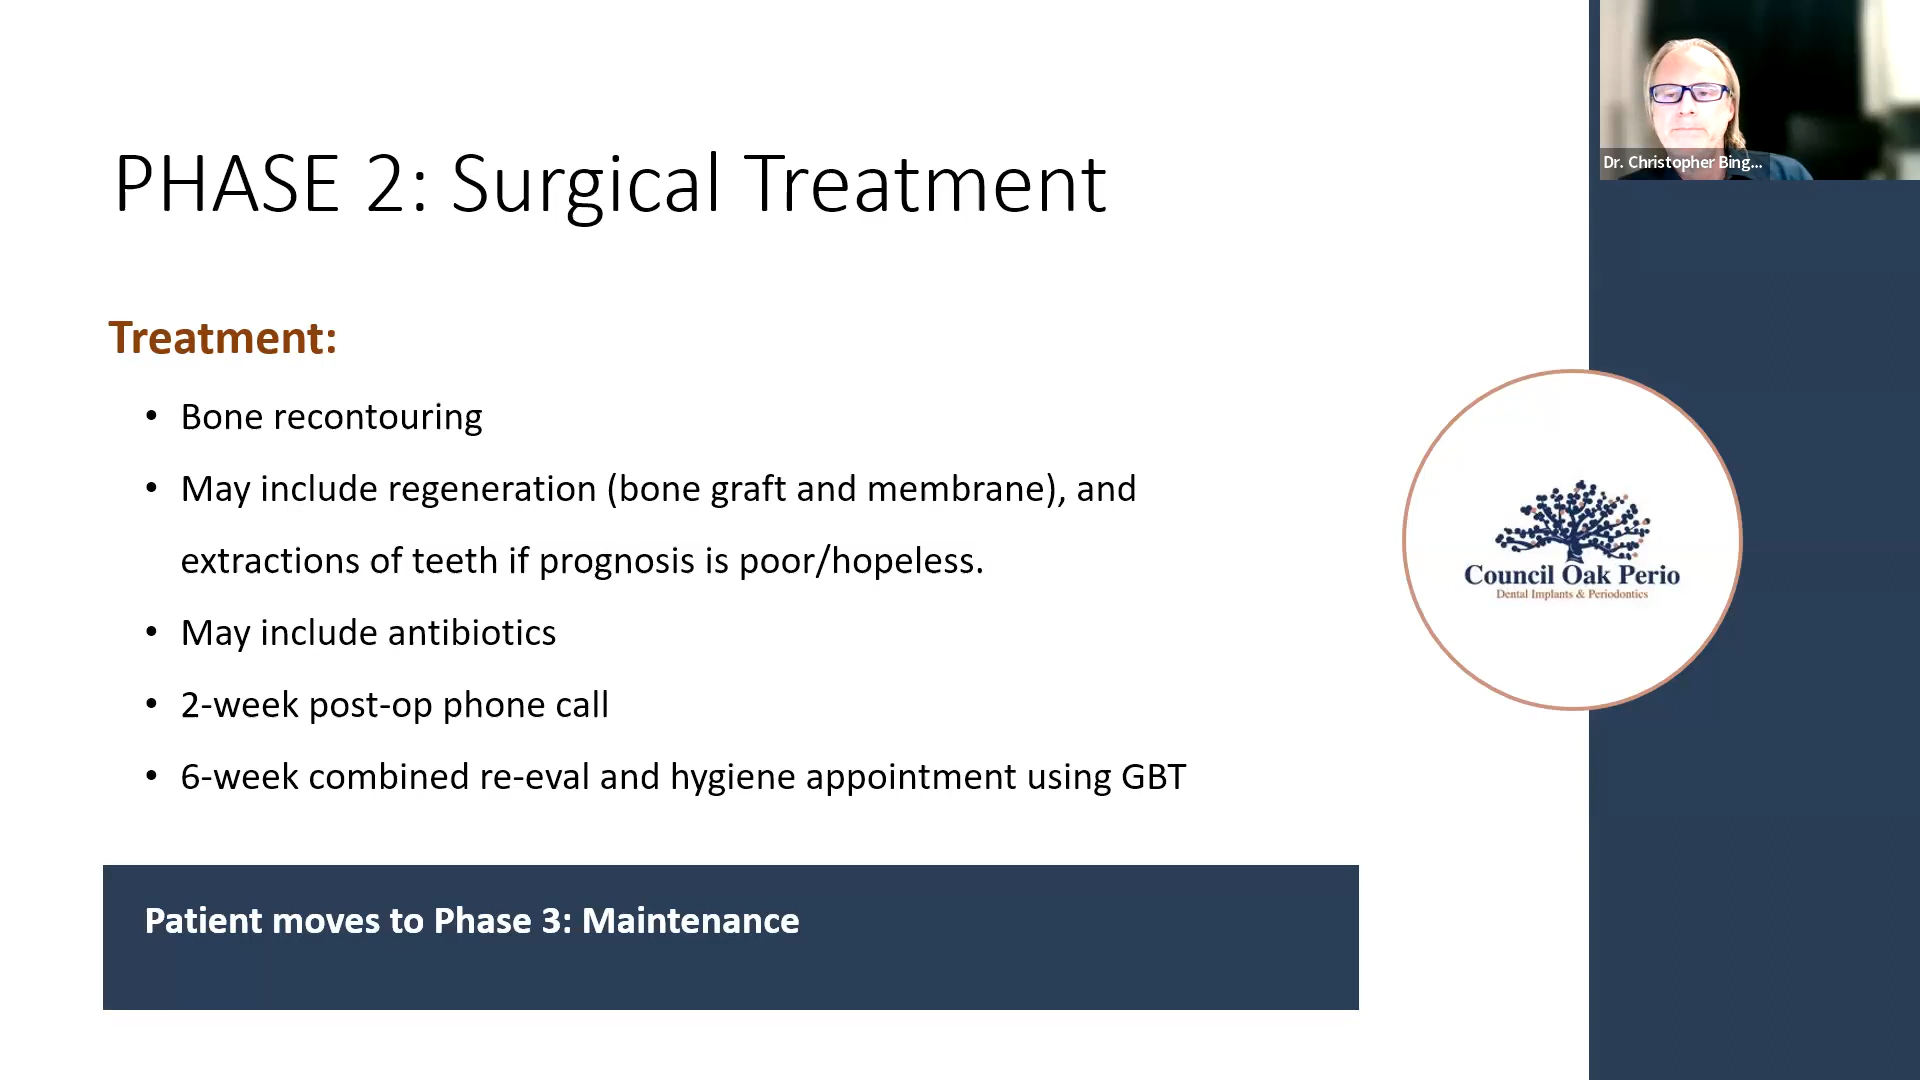 PHASE 2: Surgical Treatment
Dr. Christopher Bing...
Treatment:
• Bone recontouring
• May include regeneration (bone graft and membrane), and
extractions of teeth if prognosis is poor/hopeless.
• May include antibiotics
• 2-week post-op phone call
• 6-week combined re-eval and hygiene appointment using GBT
Council Oak Perio
Dental Implants & Periodontics
Patient moves to Phase 3: Maintenance